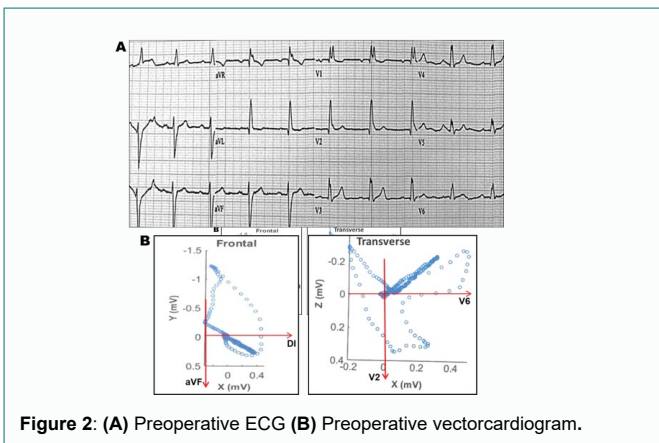 A
aVR V1 V4
aVL V2 V5
aVF V3 V6
B
Frontal Transverse
B
Frontal
-1.5
-1
-0.5
0
0.5
Y (mV)
DI
aVF
0 0.4
X (mV)
Transverse
-0.2
0
0.2
0.4
Z (mV)
V6
-0.2 0 0.2 0.4
V2
X (mV)
Figure 2: (A) Preoperative ECG (B) Preoperative vectorcardiogram.